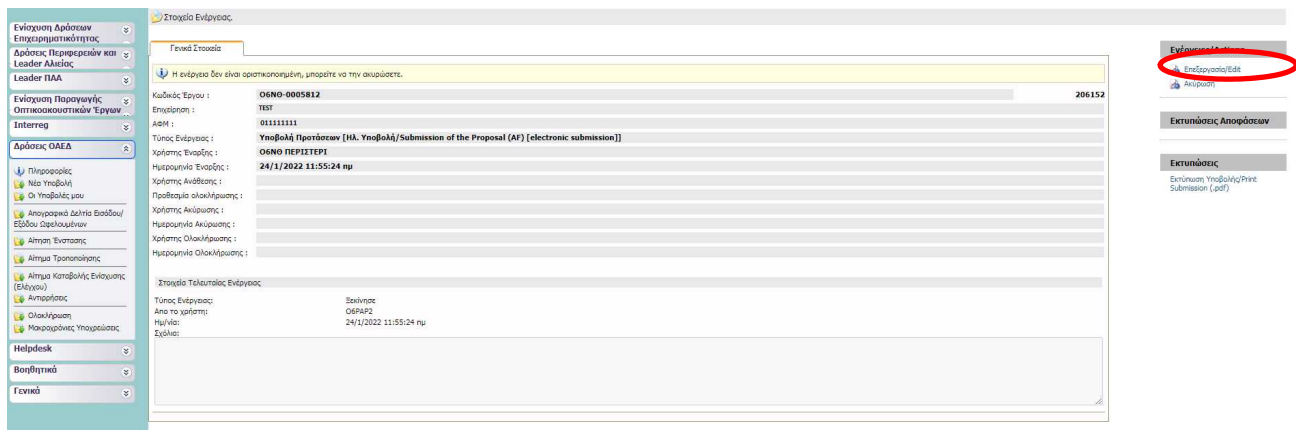 Στοιχεία Ενέργειας.
Ενίσχυση Δράσεων
Επιχειρηματικότητας
Δράσεις Περιφερειών και
Leader Αλιείας
Leader ΠΑΑ
Ενίσχυση Παραγωγής
Οπτικοακουστικών Έργων
Interreg
Δράσεις ΟΑΕΔ
Πληροφορίες
Νέα Υποβολή
Οι Υποβολές μου
Απογραφικά Δελτία Εισόδου/
Εξόδου Ωφελουμένων
Αίτηση Ένστασης
Αίτημα Τροποποίησης
Αίτημα Καταβολής Ενίσχυσης
(Ελέγχου)
Αντιρρήσεις
Ολοκλήρωση
Μακροχρόνιες Υποχρεώσεις
Helpdesk
Βοηθητικά
Γενικά
Γενικά Στοιχεία
Η ενέργεια δεν είναι οριστικοποιημένη, μπορείτε να την ακυρώσετε.
Κωδικός Έργου : Ο6ΝΘ-0005812 206152
Επιχείρηση : TEST
ΑΦΜ : 011111111
Τύπος Ενέργειας : Υποβολή Προτάσεων [Ηλ. Υποβολή/Submission of the Proposal (AF) [electronic submission]]
Χρήστης Έναρξης : Ο6ΝΘ ΠΕΡΙΣΤΕΡΙ
Ημερομηνία Έναρξης : 24/1/2022 11:55:24 πμ
Χρήστης Ανάθεσης :
Προθεσμία ολοκλήρωσης :
Χρήστης Ακύρωσης :
Ημερομηνία Ακύρωσης :
Χρήστης Ολοκλήρωσης :
Ημερομηνία Ολοκλήρωσης :
Στοιχεία Τελευταίας Ενέργειας
Τύπος Ενέργειας: Ξεκίνησε
Απο το χρήστη: O6PAP2
Ημ/νία: 24/1/2022 11:55:24 πμ
Σχόλια:
Ενέργειες/Actions
Επεξεργασία/Edit
Ακύρωση
Εκτυπώσεις Αποφάσεων
Εκτυπώσεις
Εκτύπωση Υποβολής/Print
Submission (.pdf)